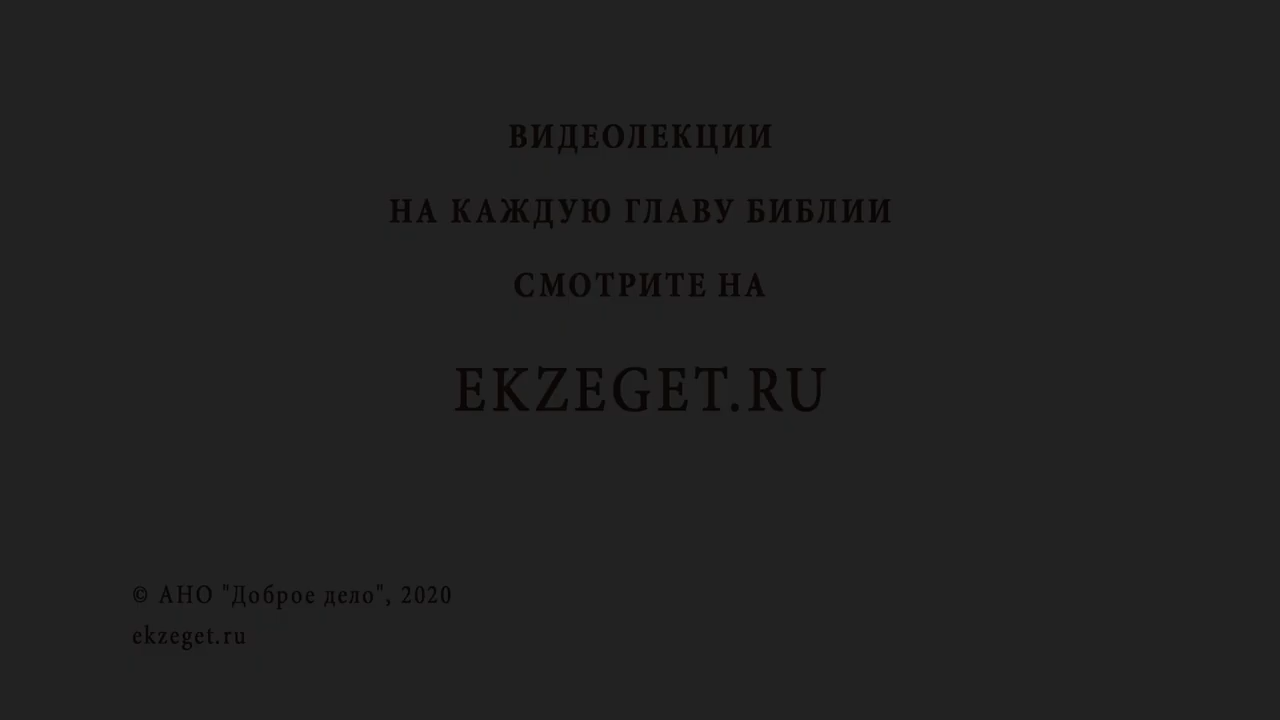 ВИДЕОЛЕКЦИИ
НА КАЖДУЮ ГЛАВУ БИБЛИИ
СМОТРИТЕ НА
EKZEGET.RU
© АНО "Доброе дело", 2020
ekzeget.ru